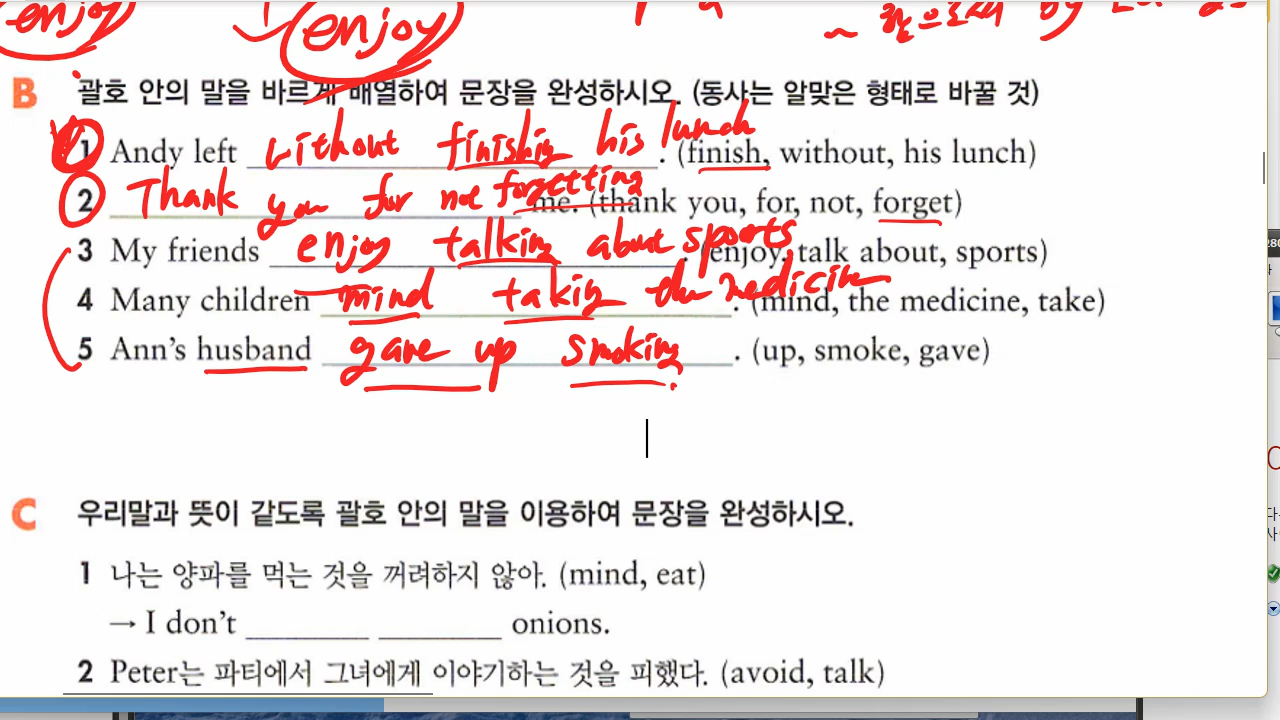 enjoy enjoy
B 괄호 안의 말을 바르게 배열하여 문장을 완성하시오. (동사는 알맞은 형태로 바꿀 것)
1 Andy left without finishing his lunch. (finish, without, his lunch)
2 Thank you for not forgetting me. (thank you, for, not, forget)
3 My friends enjoy talking about sports. (enjoy, talk about, sports)
4 Many children mind taking the medicin. (mind, the medicine, take)
5 Ann's husband gave up smoking. (up, smoke, gave)
C 우리말과 뜻이 같도록 괄호 안의 말을 이용하여 문장을 완성하시오.
1 나는 양파를 먹는 것을 꺼려하지 않아. (mind, eat)
→ I don't ________ ________ onions.
2 Peter는 파티에서 그녀에게 이야기하는 것을 피했다. (avoid, talk)